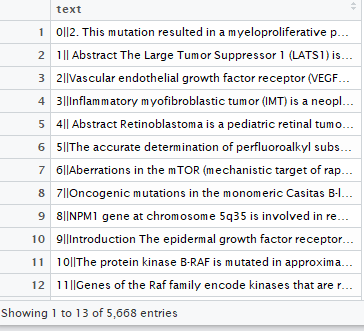 text
1 0||2. This mutation resulted in a myeloproliferative p...
2 1|| Abstract The Large Tumor Suppressor 1 (LATS1) is...
3 2||Vascular endothelial growth factor receptor (VEGF...
4 3||Inflammatory myofibroblastic tumor (IMT) is a neopl...
5 4|| Abstract Retinoblastoma is a pediatric retinal tumo...
6 5||The accurate determination of perfluoroalkyl subs...
7 6||Aberrations in the mTOR (mechanistic target of rap...
8 7||Oncogenic mutations in the monomeric Casitas B-l...
9 8||NPM1 gene at chromosome 5q35 is involved in re...
10 9||Introduction The epidermal growth factor receptor...
11 10||The protein kinase B-RAF is mutated in approxima...
12 11||Genes of the Raf family encode kinases that are r...
Showing 1 to 13 of 5,668 entries